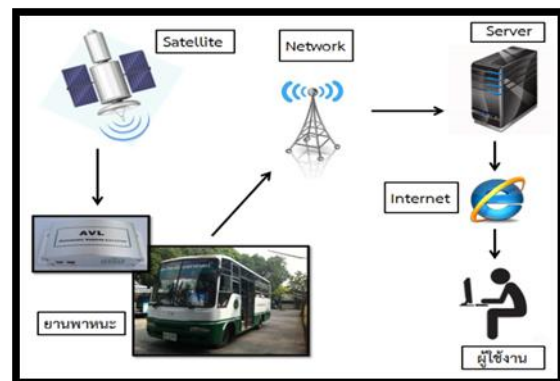 Satellite
Network
Server
AVL
Internet
ยานพาหนะ
ผู้ใช้งาน